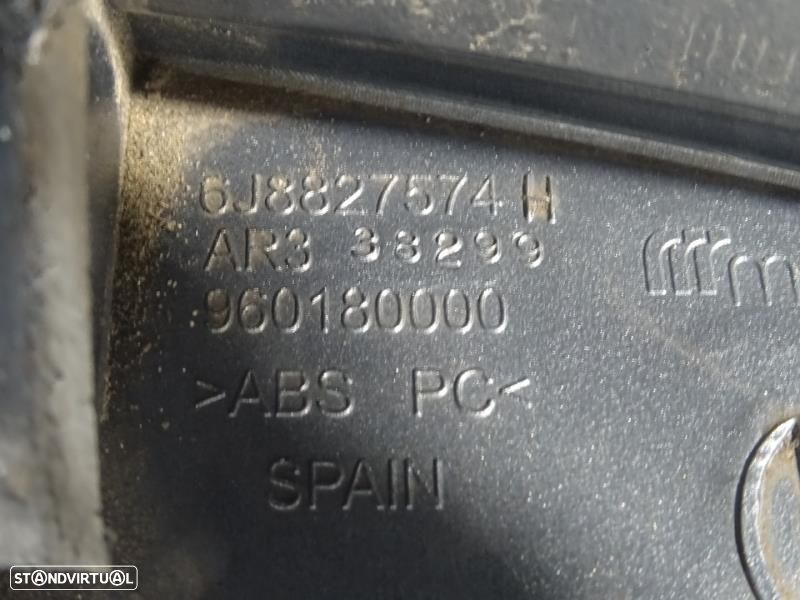 6J8827574 H
AR3 38299
960180000
>ABS PC<
SPAIN
STANDVIRTUAL